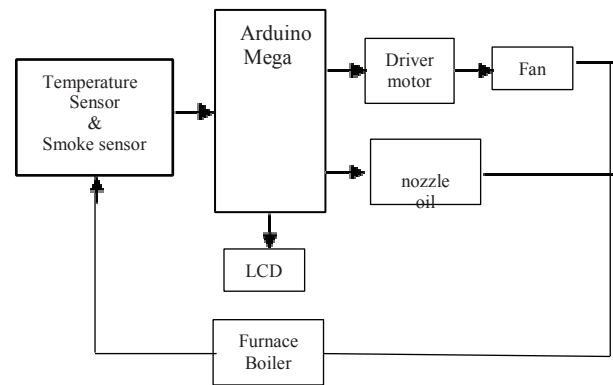 Temperature
Sensor
&
Smoke sensor
Arduino
Mega
Driver
motor
Fan
nozzle
oil
LCD
Furnace
Boiler